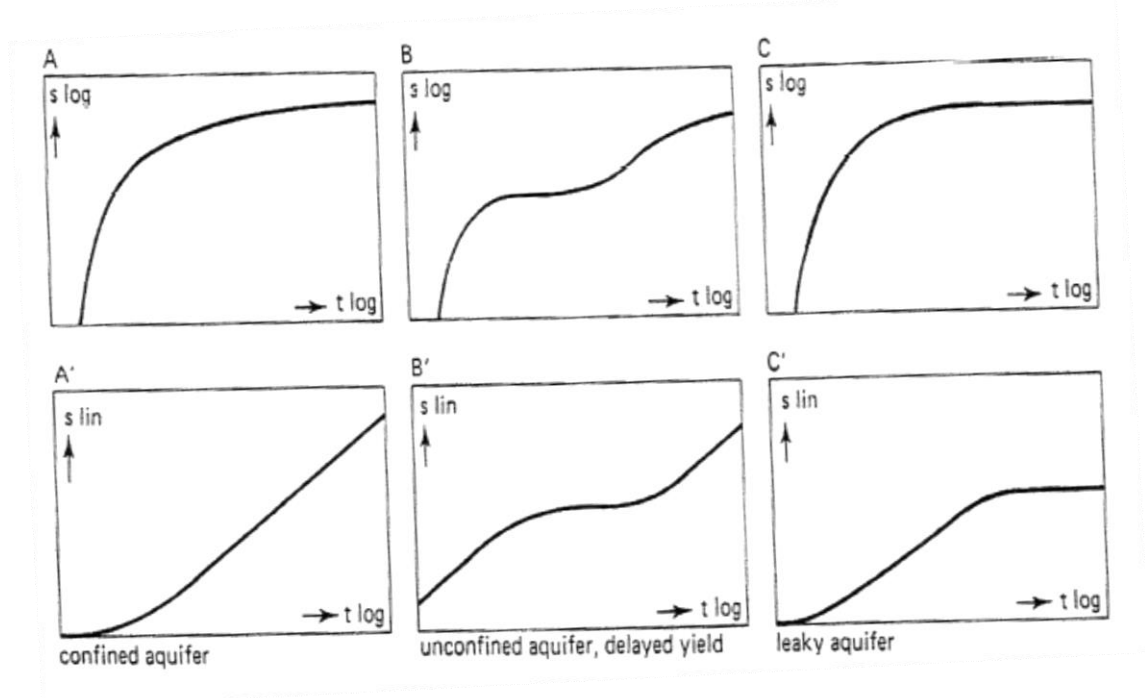 A
s log
t log
B
s log
t log
C
s log
t log
A'
s lin
t log
confined aquifer
B'
s lin
t log
unconfined aquifer, delayed yield
C'
s lin
t log
leaky aquifer